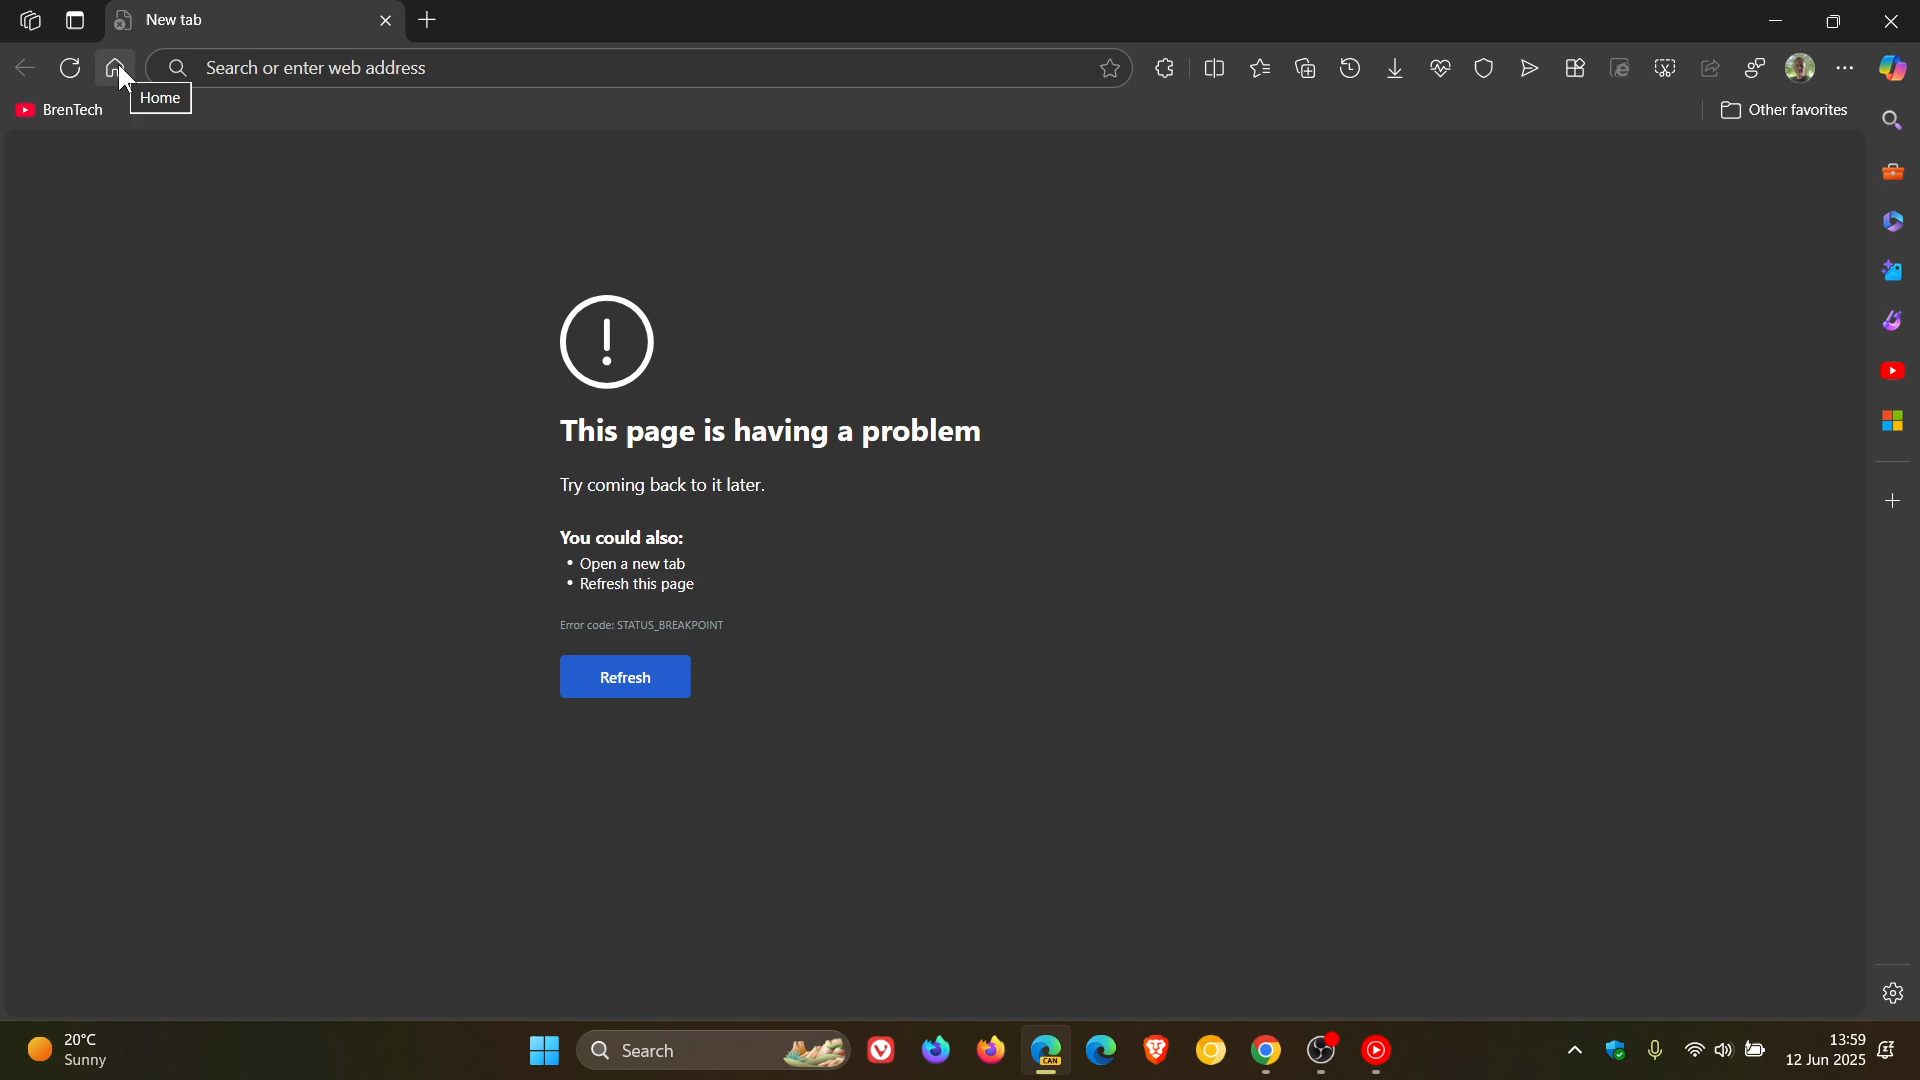 New tab
Search or enter web address
Home
BrenTech
Other favorites
This page is having a problem
Try coming back to it later.
You could also:
• Open a new tab
• Refresh this page
Error code: STATUS_BREAKPOINT
Refresh
20°C
Sunny
Search
CAN
13:59
12 Jun 2025